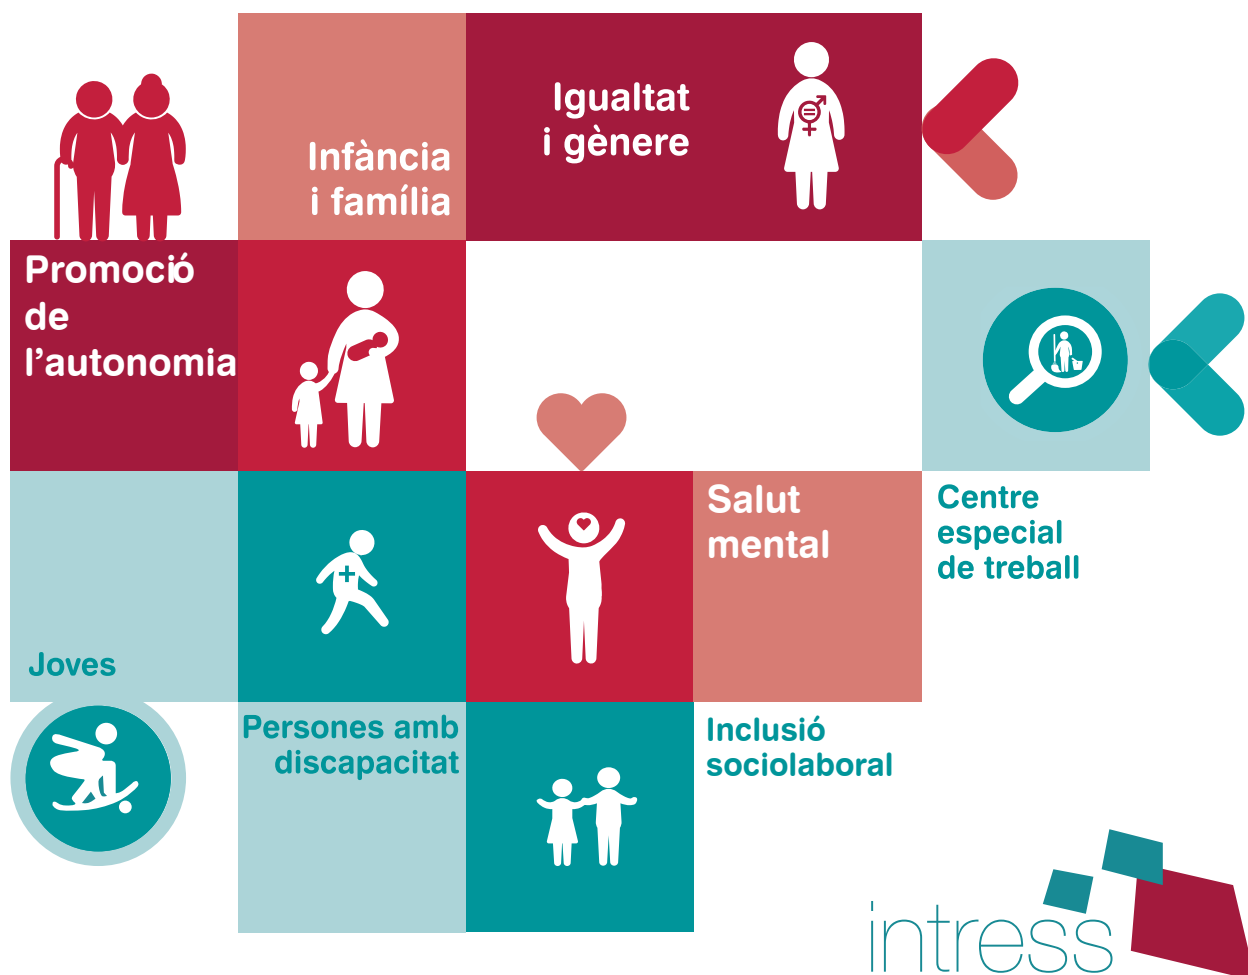 Igualtat
i gènere
Infància
i família
Promoció
de
l'autonomia
Salut
mental
Centre
especial
de treball
Joves
Persones amb
discapacitat
Inclusió
sociolaboral
intress